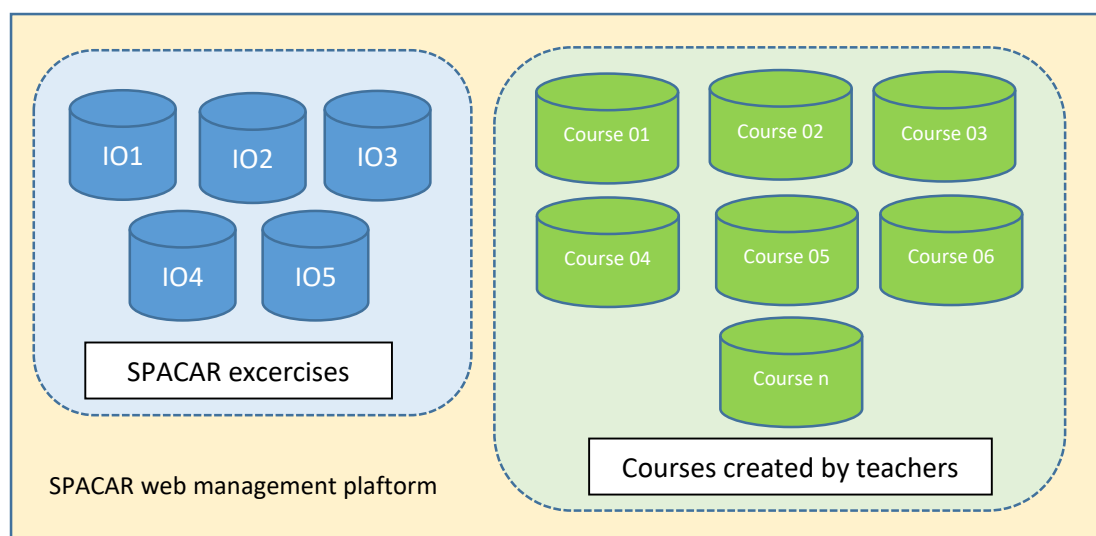 IO1
IO2
IO3
IO4
IO5
SPACAR excercises
SPACAR web management plaftorm
Course 01
Course 02
Course 03
Course 04
Course 05
Course 06
Course n
Courses created by teachers